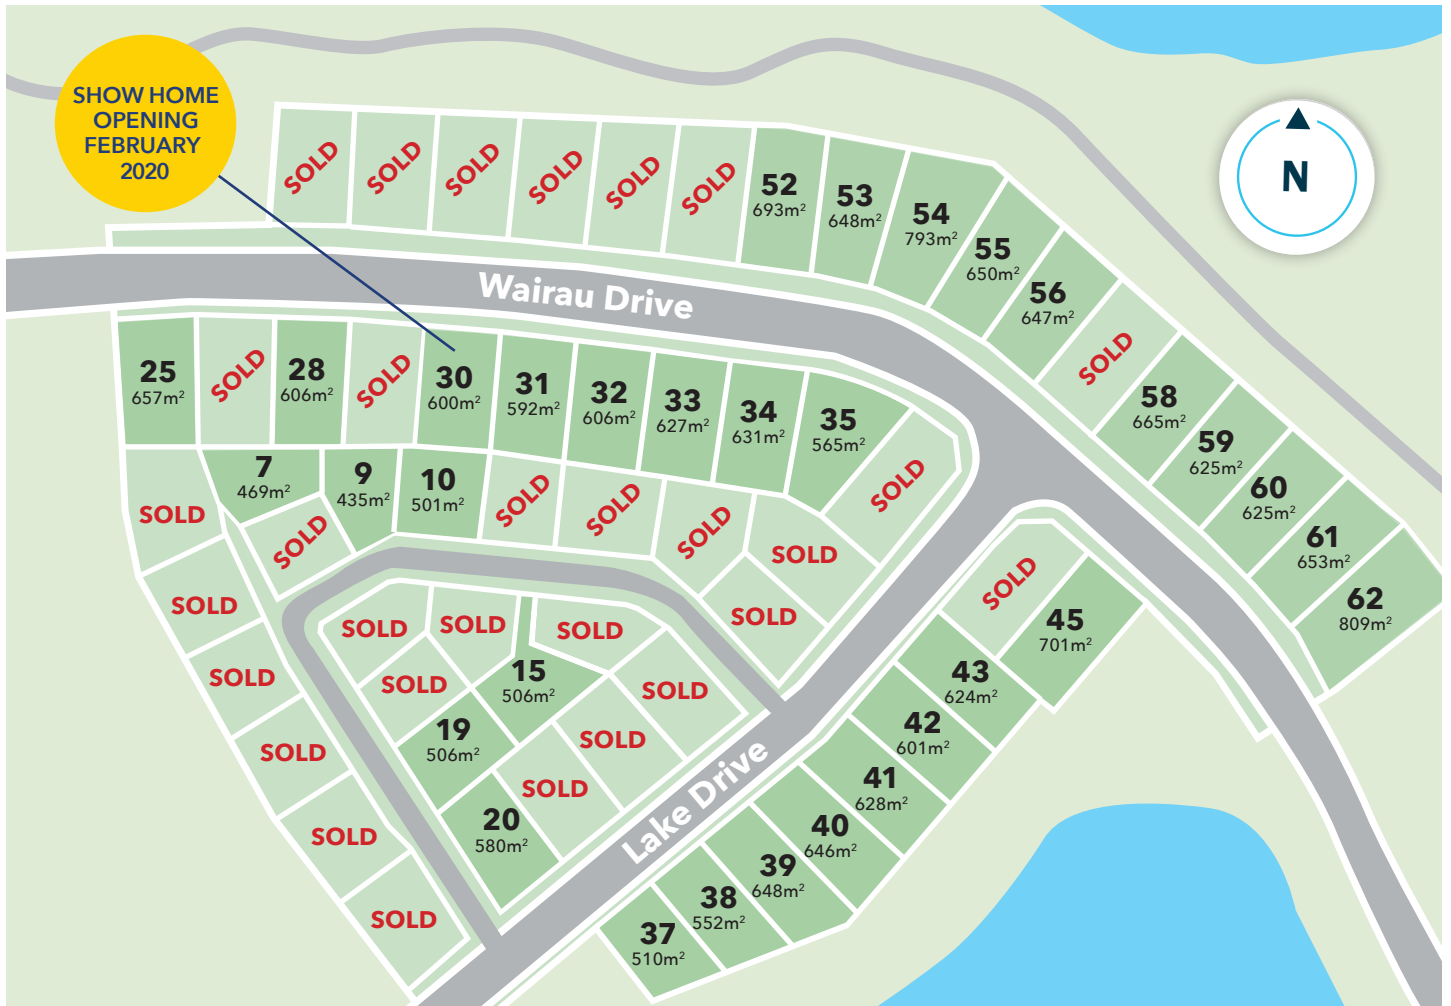 SHOW HOME
OPENING
FEBRUARY
2020
N
SOLD
SOLD
SOLD
SOLD
SOLD
SOLD
52
693m²
53
648m²
54
793m²
55
650m²
56
647m²
SOLD
58
665m²
59
625m²
60
625m²
61
653m²
62
809m²
Wairau Drive
25
657m²
SOLD
28
606m²
SOLD
30
600m²
31
592m²
32
606m²
33
627m²
34
631m²
35
565m²
SOLD
SOLD
7
469m²
SOLD
9
435m²
10
501m²
SOLD
SOLD
SOLD
SOLD
SOLD
SOLD
SOLD
SOLD
SOLD
SOLD
SOLD
SOLD
SOLD
15
506m²
SOLD
SOLD
19
506m²
SOLD
SOLD
20
580m²
SOLD
SOLD
Lake Drive
SOLD
45
701m²
43
624m²
42
601m²
41
628m²
40
646m²
39
648m²
38
552m²
37
510m²